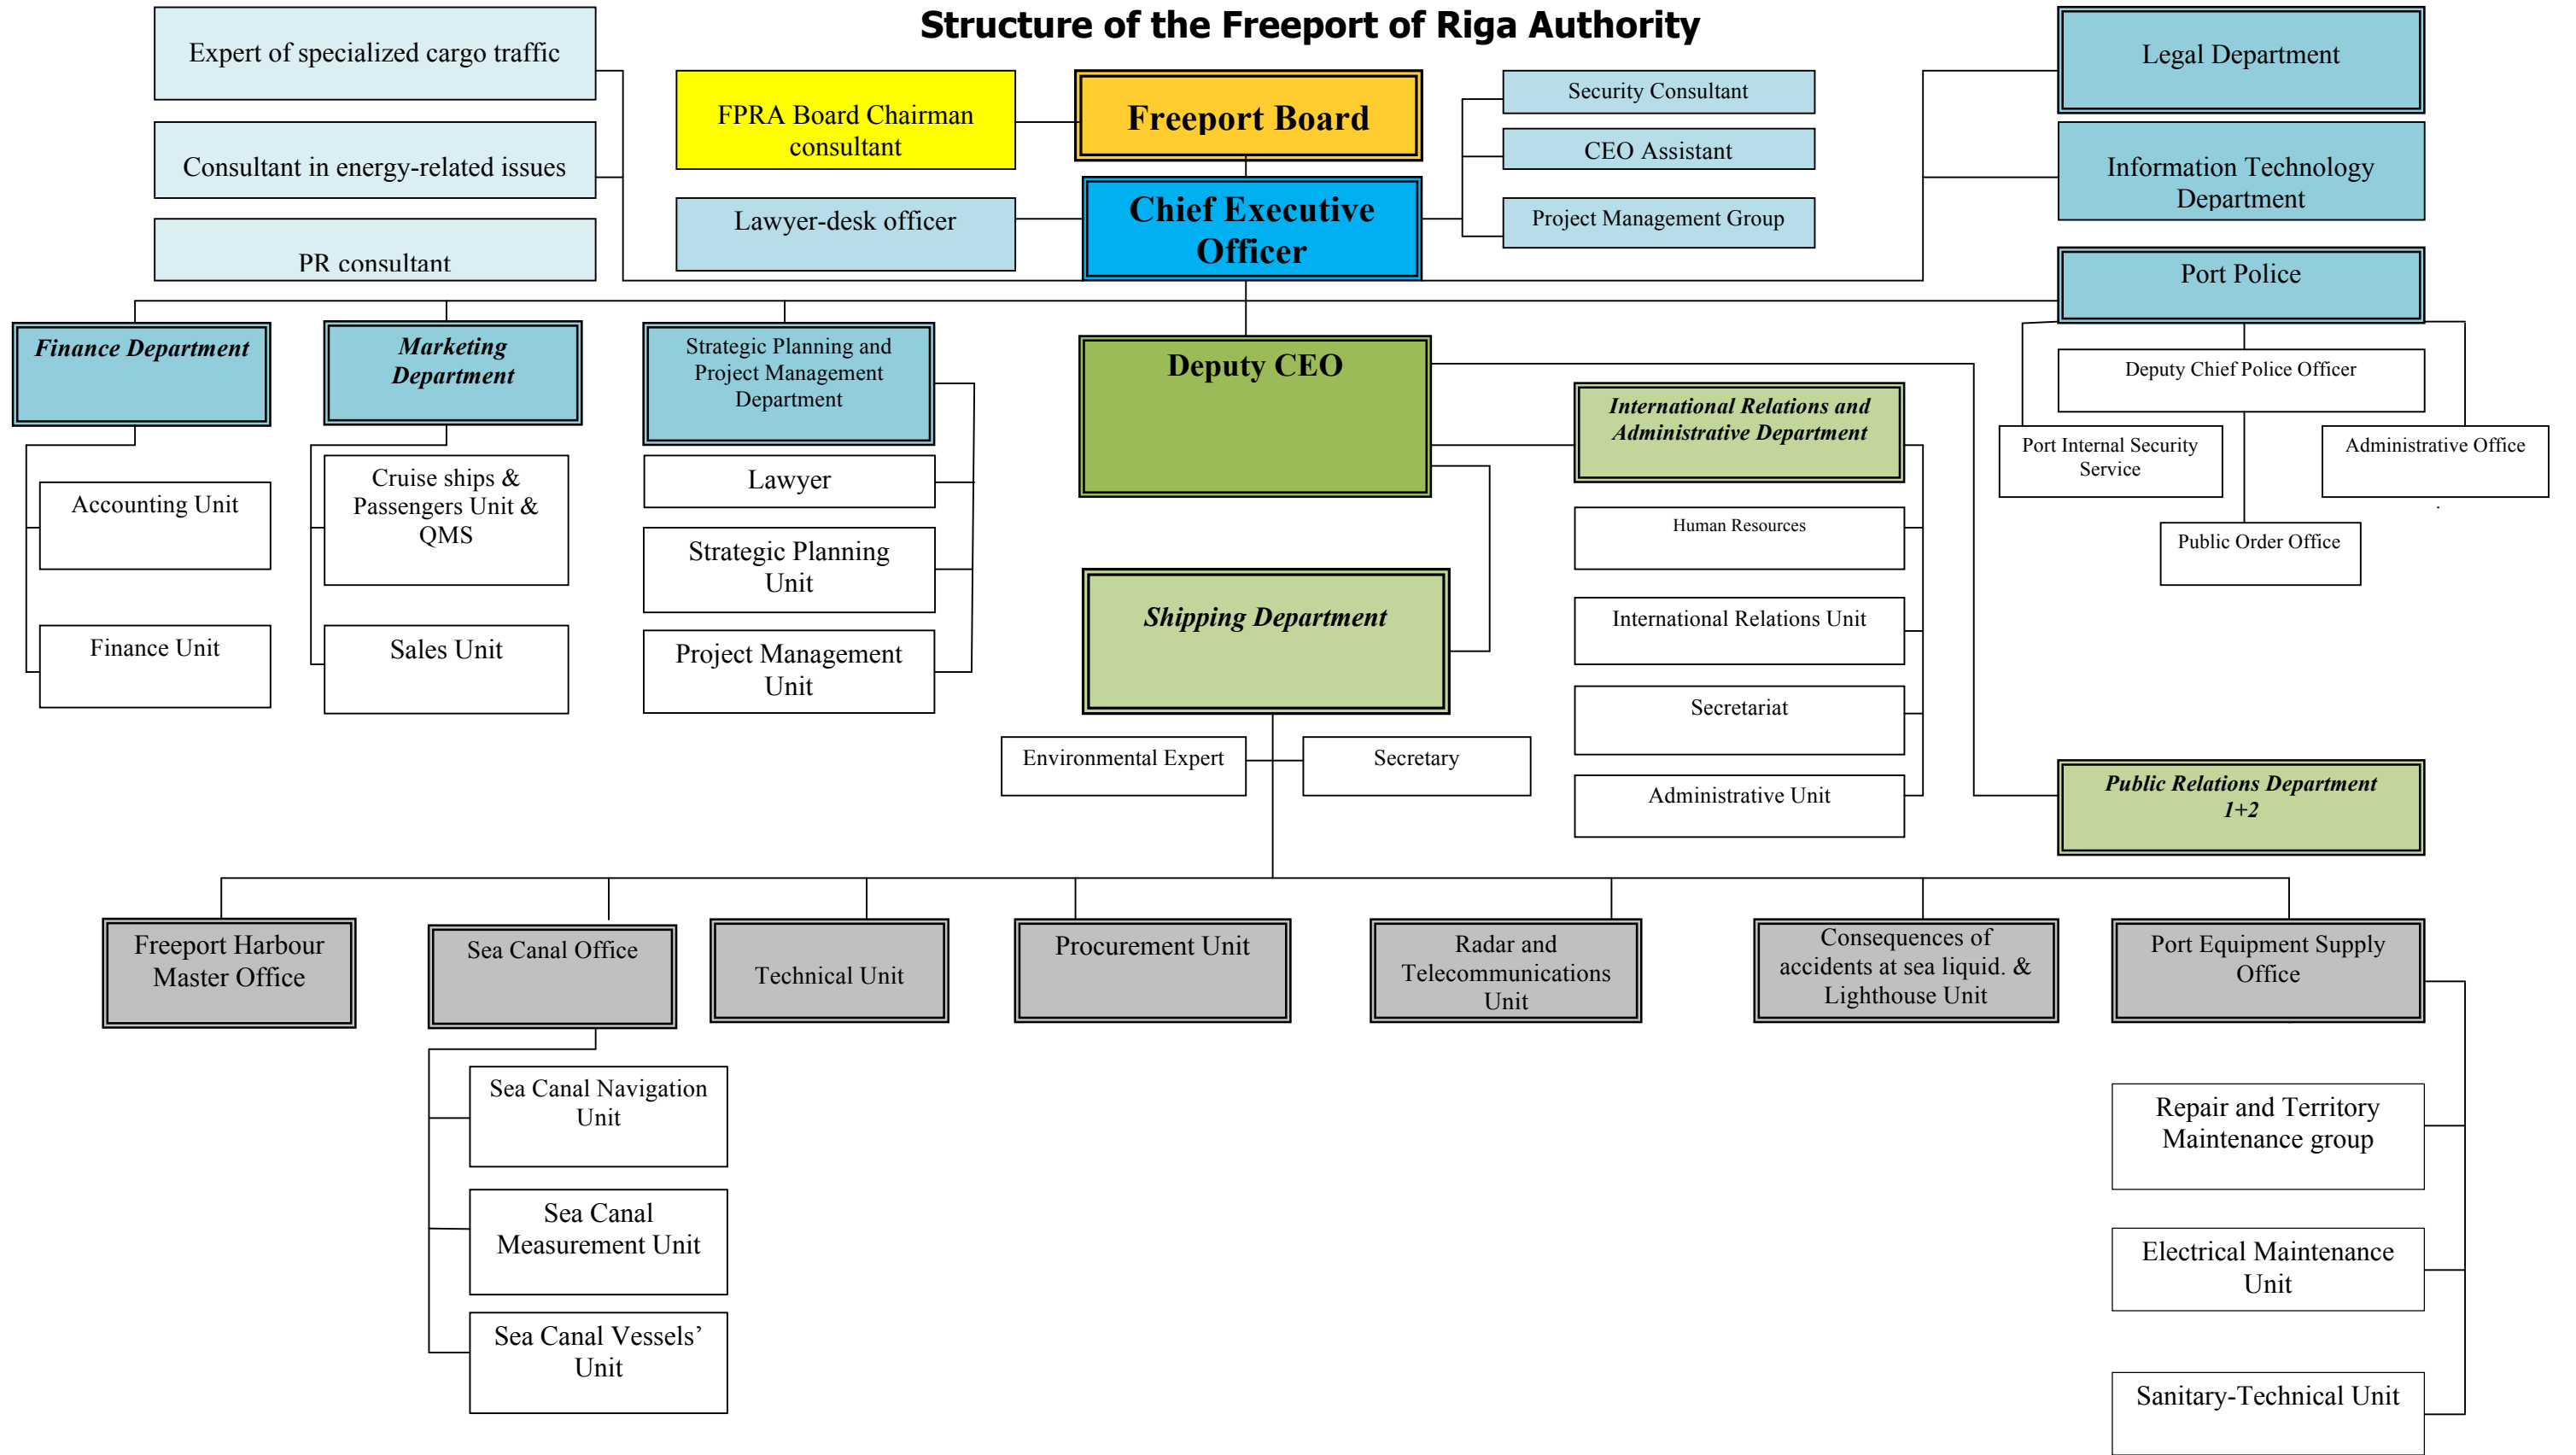 Structure of the Freeport of Riga Authority
Expert of specialized cargo traffic
Consultant in energy-related issues
PR consultant
FPRA Board Chairman
consultant
Lawyer-desk officer
Freeport Board
Chief Executive
Officer
Security Consultant
CEO Assistant
Project Management Group
Legal Department
Information Technology
Department
Port Police
Finance Department
Marketing
Department
Strategic Planning and
Project Management
Department
Deputy CEO
International Relations and
Administrative Department
Deputy Chief Police Officer
Port Internal Security
Service
Administrative Office
.
Public Order Office
Accounting Unit
Finance Unit
Cruise ships &
Passengers Unit &
QMS
Sales Unit
Lawyer
Strategic Planning
Unit
Project Management
Unit
Shipping Department
Human Resources
International Relations Unit
Secretariat
Administrative Unit
Environmental Expert
Secretary
Public Relations Department
1+2
Freeport Harbour
Master Office
Sea Canal Office
Technical Unit
Procurement Unit
Radar and
Telecommunications
Unit
Consequences of
accidents at sea liquid. &
Lighthouse Unit
Port Equipment Supply
Office
Sea Canal Navigation
Unit
Sea Canal
Measurement Unit
Sea Canal Vessels’
Unit
Repair and Territory
Maintenance group
Electrical Maintenance
Unit
Sanitary-Technical Unit